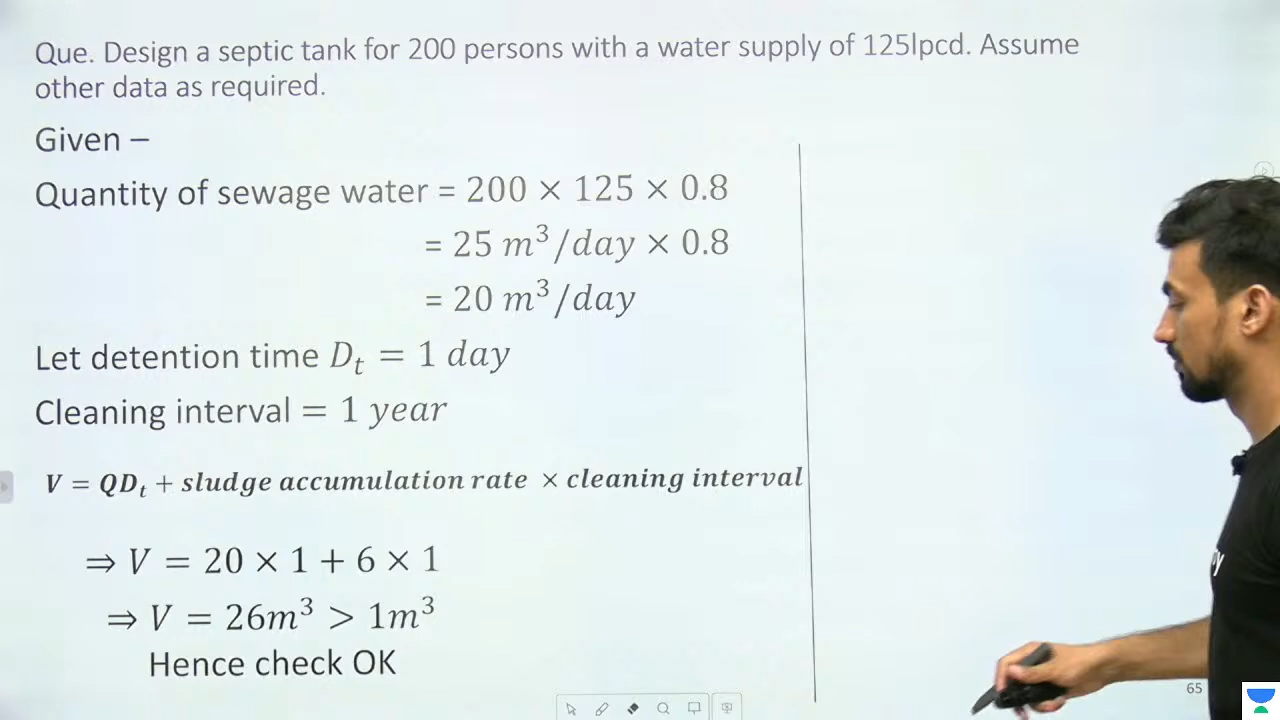 Que. Design a septic tank for 200 persons with a water supply of 125lpcd. Assume
other data as required.
Given –
Quantity of sewage water = 200 × 125 × 0.8
= 25 m³/day × 0.8
= 20 m³/day
Let detention time Dₜ = 1 day
Cleaning interval = 1 year
V = QDₜ + sludge accumulation rate × cleaning interval
⇒ V = 20 × 1 + 6 × 1
⇒ V = 26m³ > 1m³
Hence check OK
65